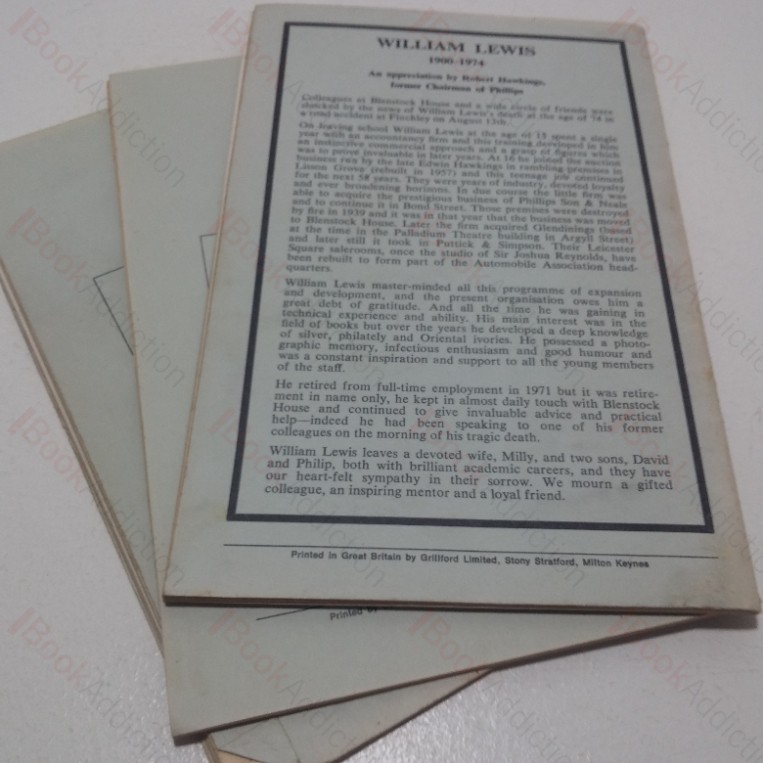 WILLIAM LEWIS
1900-1974
An appreciation by Robert Hawkings,
former Chairman of Phillips
Colleagues at Blenstock House and a wide circle of friends were
shocked by the news of William Lewis's death at the age of 74 in
a road accident at Finchley on August 13th.
On leaving school William Lewis at the age of 15 spent a single
year with an accountancy firm and this training developed in him
an instinctive commercial approach and a grasp of figures which
was to prove invaluable in later years. At 16 he joined the auction
business run by the late Edwin Hawkings in rambling premises in
Lisson Grove (rebuilt in 1957) and this teenage job continued
for the next 58 years. They were years of industry, devoted loyalty
and ever broadening horizons. In due course the little firm was
able to acquire the prestigious business of Phillips Son & Neale
and to continue it in Bond Street. Those premises were destroyed
by fire in 1939 and it was in that year that the business was moved
to Blenstock House. Later the firm acquired Glendinings (based
at the time in the Palladium Theatre building in Argyll Street)
and later still it took in Puttick & Simpson. Their Leicester
Square salerooms, once the studio of Sir Joshua Reynolds, have
been rebuilt to form part of the Automobile Association head-
quarters.
William Lewis master-minded all this programme of expansion
and development, and the present organisation owes him a
great debt of gratitude. And all the time he was gaining in
technical experience and ability. His main interest was in the
field of books but over the years he developed a deep knowledge
of silver, philately and Oriental ivories. He possessed a photo-
graphic memory, infectious enthusiasm and good humour and
was a constant inspiration and support to all the young members
of the staff.
He retired from full-time employment in 1971 but it was retire-
ment in name only, he kept in almost daily touch with Blenstock
House and continued to give invaluable advice and practical
help—indeed he had been speaking to one of his former
colleagues on the morning of his tragic death.
William Lewis leaves a devoted wife, Milly, and two sons, David
and Philip, both with brilliant academic careers, and they have
our heart-felt sympathy in their sorrow. We mourn a gifted
colleague, an inspiring mentor and a loyal friend.
Printed in Great Britain by Grillford Limited, Stony Stratford, Milton Keynes
Printed by
BookAddiction